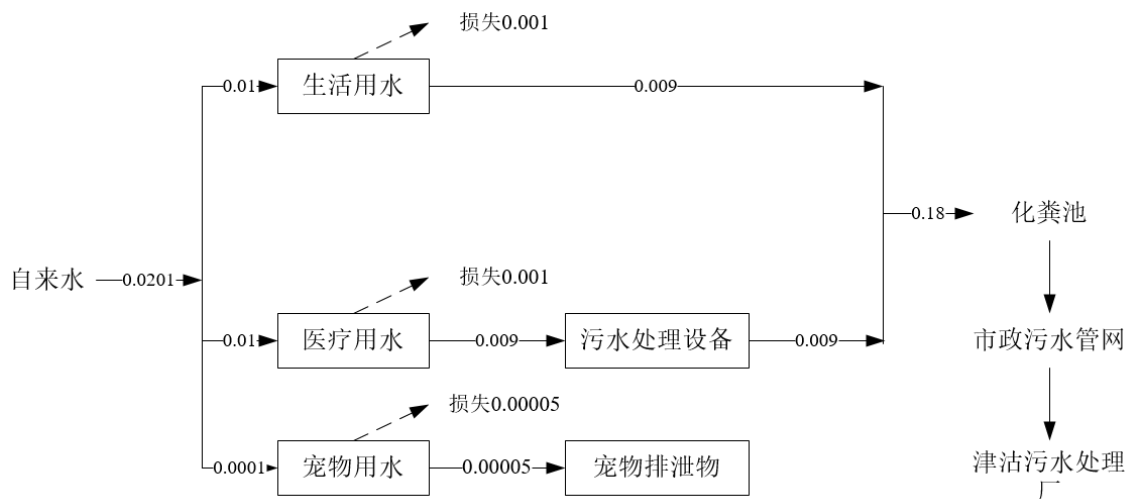 损失0.001
0.01
生活用水
0.009
0.18
化粪池
自来水
0.0201
损失0.001
0.01
医疗用水
0.009
污水处理设备
0.009
市政污水管网
损失0.00005
0.0001
宠物用水
0.00005
宠物排泄物
津沽污水处理
厂